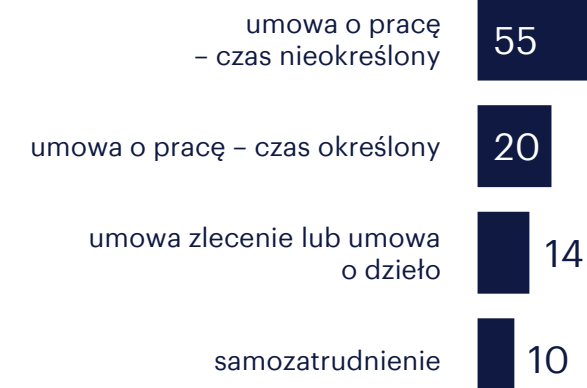 umowa o pracę
– czas nieokreślony
55
umowa o pracę – czas określony
20
umowa zlecenie lub umowa
o dzieło
14
samozatrudnienie
10